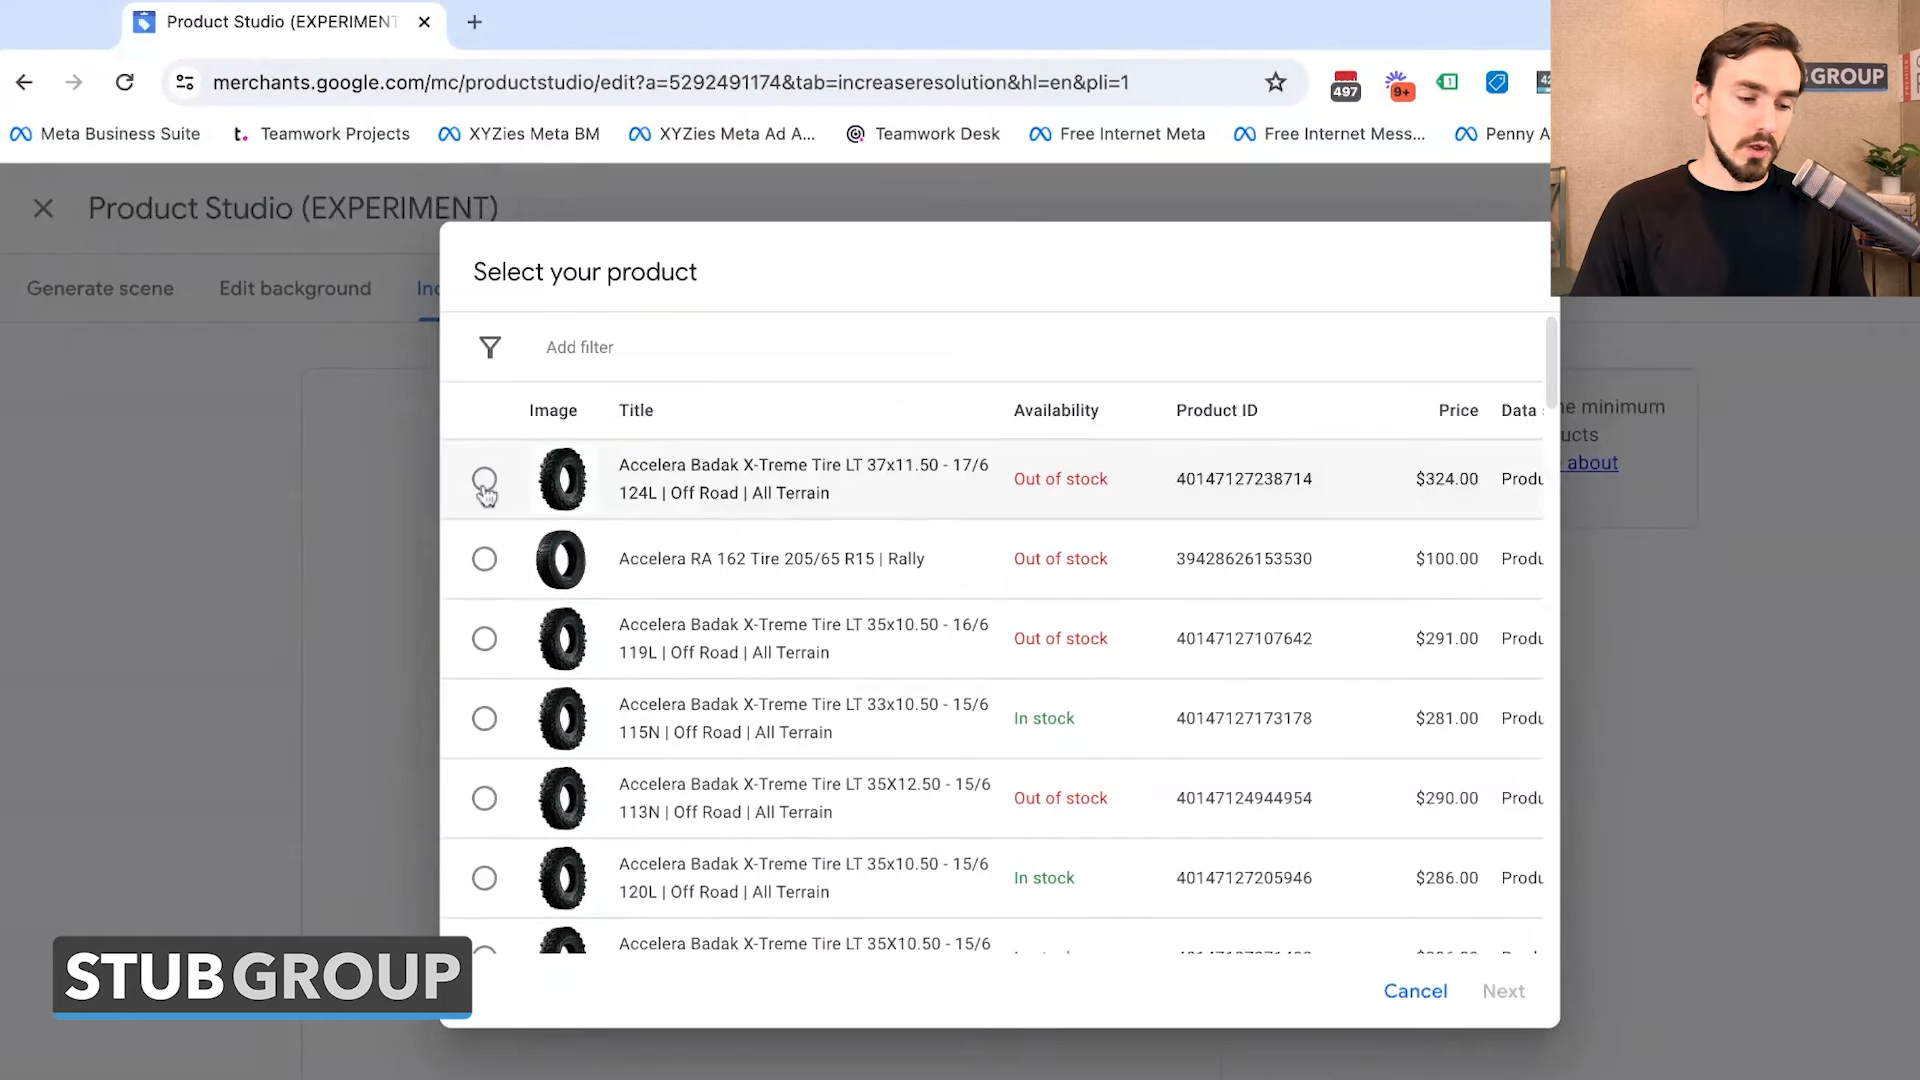 Product Studio (EXPERIMENT
merchants.google.com/mc/productstudio/edit?a=5292491174&tab=increaseresolution&hl=en&pli=1
497
9+
1
42
Meta Business Suite
t. Teamwork Projects
XYZies Meta BM
XYZies Meta Ad A...
Teamwork Desk
Free Internet Meta
Free Internet Mess...
Penny A
GROUP
Product Studio (EXPERIMENT)
Generate scene
Edit background
Select your product
Add filter
Image Title Availability Product ID Price Data
Accelera Badak X-Treme Tire LT 37x11.50 - 17/6
124L | Off Road | All Terrain
Out of stock
40147127238714
$324.00
Produ
Accelera RA 162 Tire 205/65 R15 | Rally
Out of stock
39428626153530
$100.00
Produ
Accelera Badak X-Treme Tire LT 35x10.50 - 16/6
119L | Off Road | All Terrain
Out of stock
40147127107642
$291.00
Produ
Accelera Badak X-Treme Tire LT 33x10.50 - 15/6
115N | Off Road | All Terrain
In stock
40147127173178
$281.00
Produ
Accelera Badak X-Treme Tire LT 35X12.50 - 15/6
113N | Off Road | All Terrain
Out of stock
40147124944954
$290.00
Produ
Accelera Badak X-Treme Tire LT 35x10.50 - 15/6
120L | Off Road | All Terrain
In stock
40147127205946
$286.00
Produ
Accelera Badak X-Treme Tire LT 35X10.50 - 15/6
minimum
ucts
about
Cancel
Next
STUBGROUP